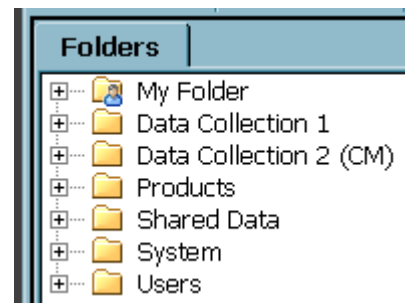 Folders
My Folder
Data Collection 1
Data Collection 2 (CM)
Products
Shared Data
System
Users